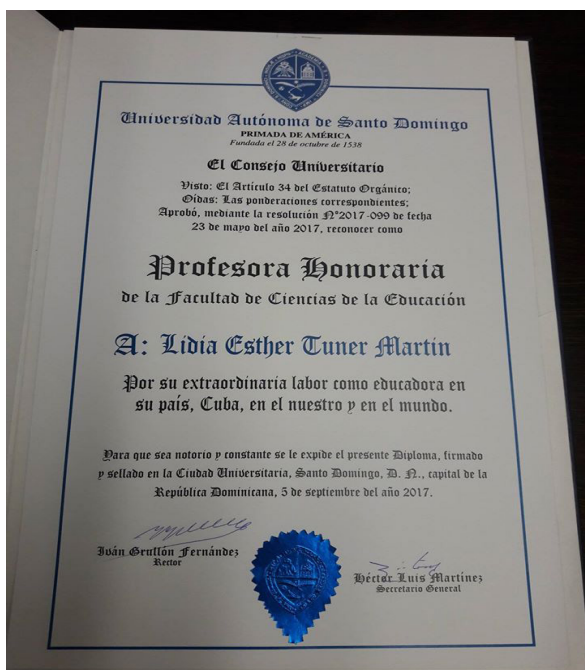 Universidad Autónoma de Santo Domingo
PRIMADA DE AMÉRICA
Fundada el 28 de octubre de 1538
El Consejo Universitario
Visto: El Artículo 34 del Estatuto Orgánico;
Oídas: Las ponderaciones correspondientes;
Aprobó, mediante la resolución Nº2017-099 de fecha
23 de mayo del año 2017, reconocer como
Profesora Honoraria
de la Facultad de Ciencias de la Educación
A: Lidia Esther Tuner Martin
Por su extraordinaria labor como educadora en
su país, Cuba, en el nuestro y en el mundo.
Para que sea notorio y constante se le expide el presente Diploma, firmado
y sellado en la Ciudad Universitaria, Santo Domingo, D. N., capital de la
República Dominicana, 5 de septiembre del año 2017.
Iván Grullón Fernández
Rector
Héctor Luis Martínez
Secretario General